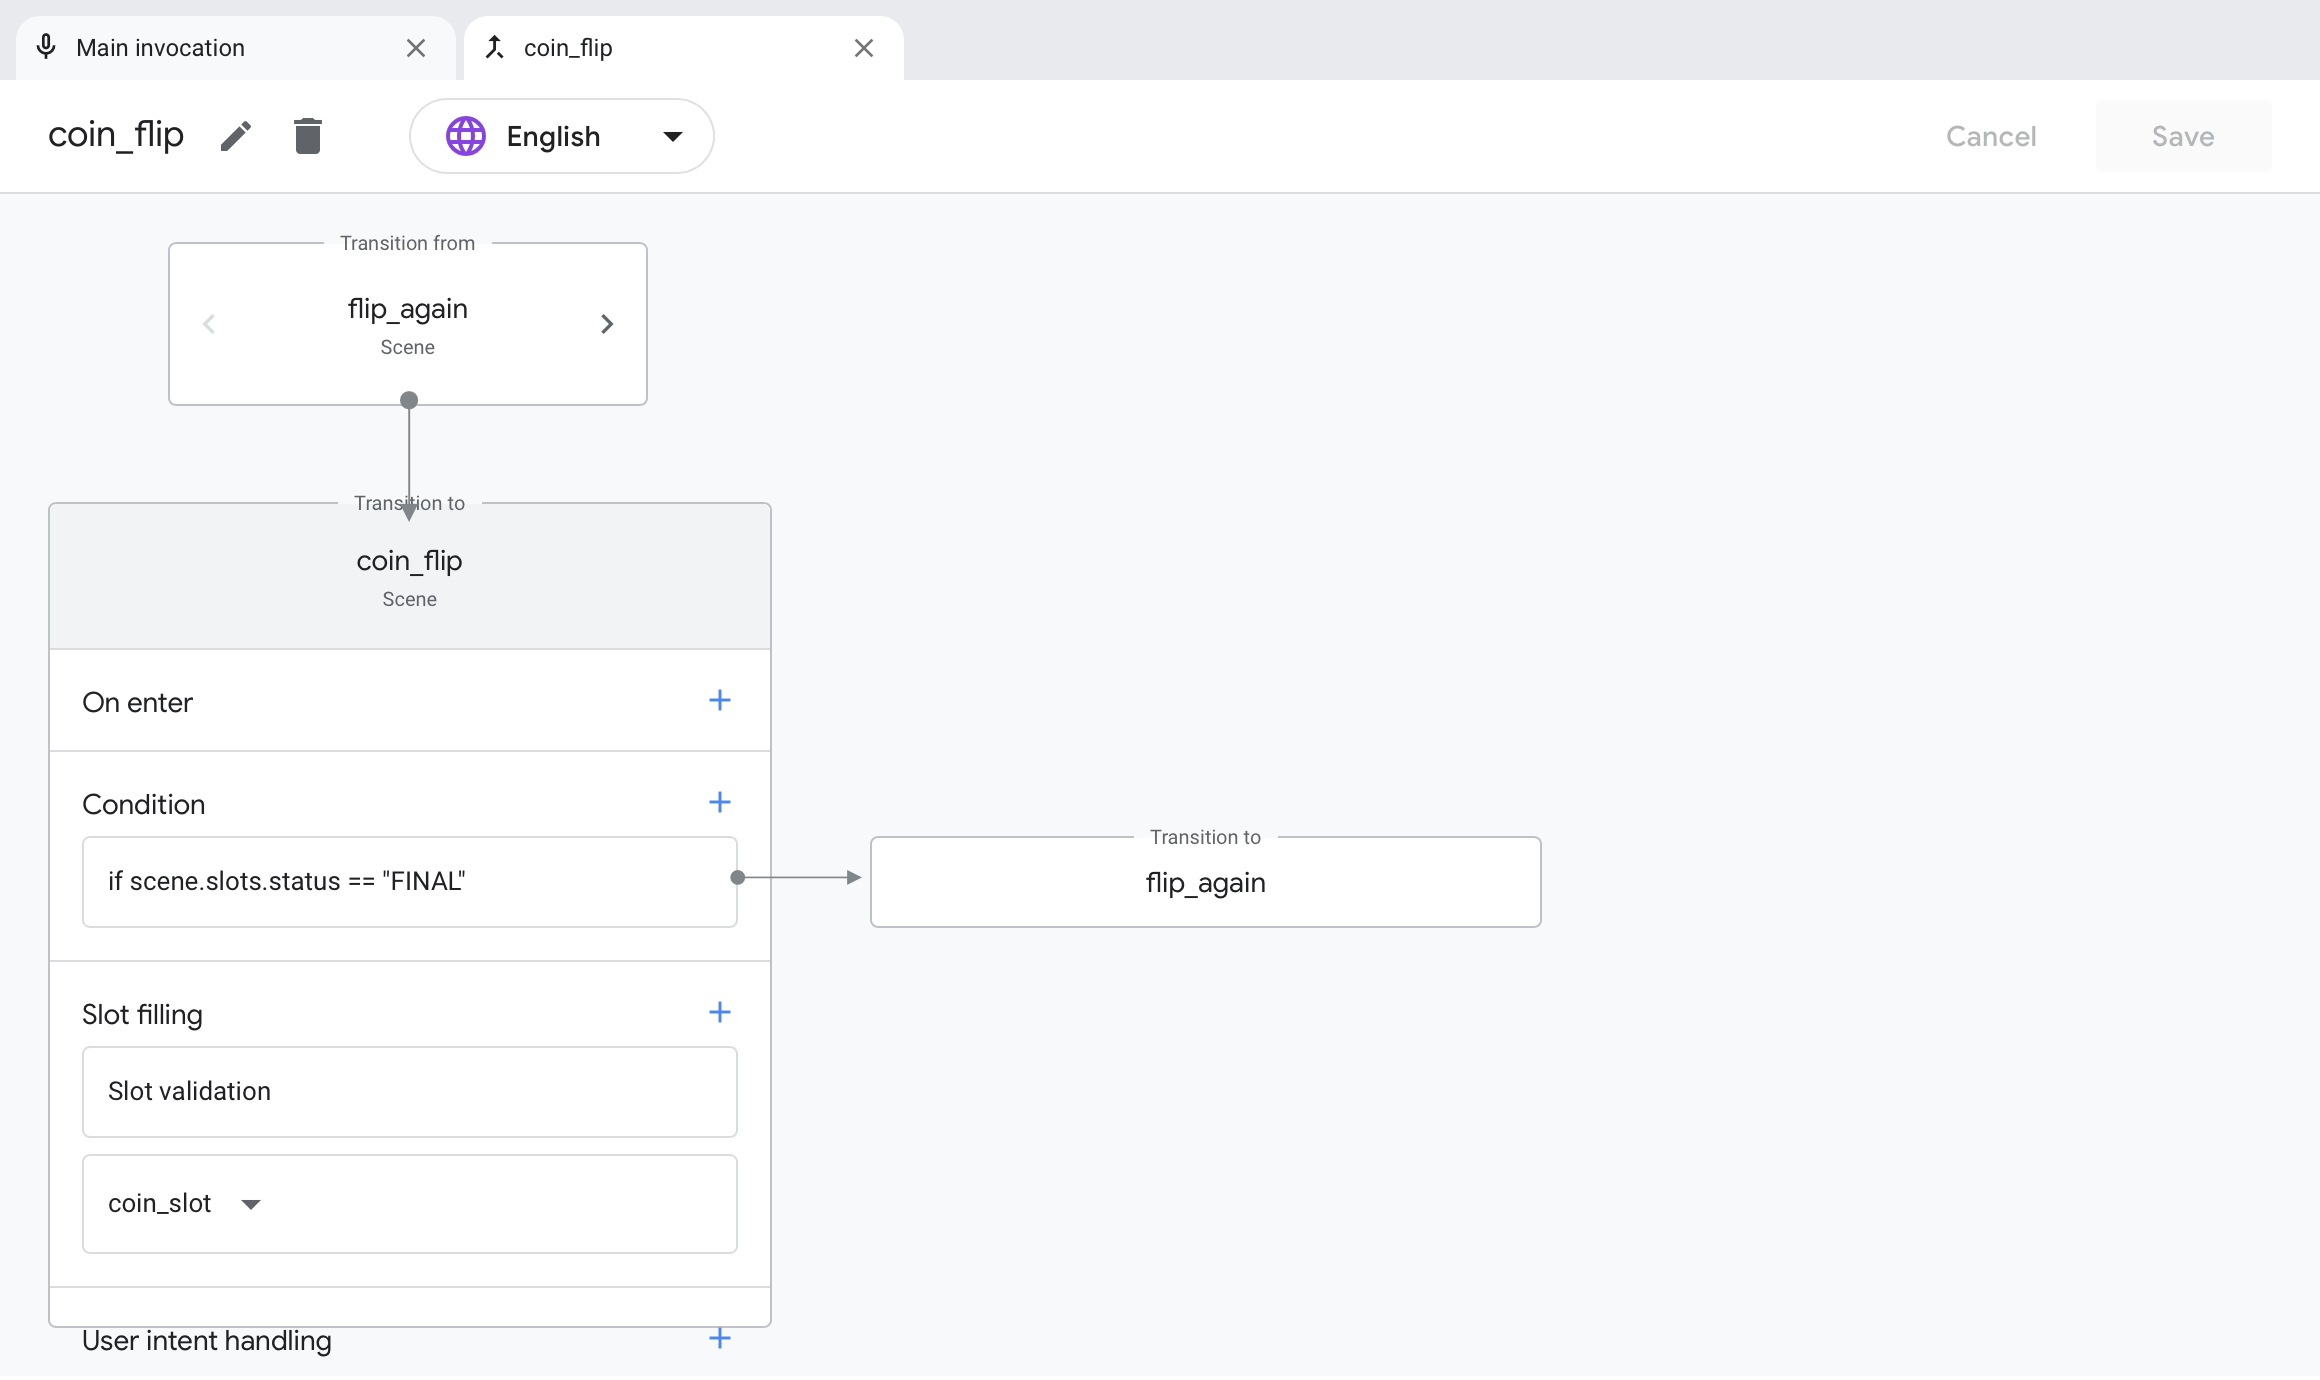 Main invocation
coin_flip
coin_flip
English
Cancel
Save
Transition from
flip_again
Scene
Transition to
coin_flip
Scene
On enter
Condition
if scene.slots.status == "FINAL"
Transition to
flip_again
Slot filling
Slot validation
coin_slot
User intent handling